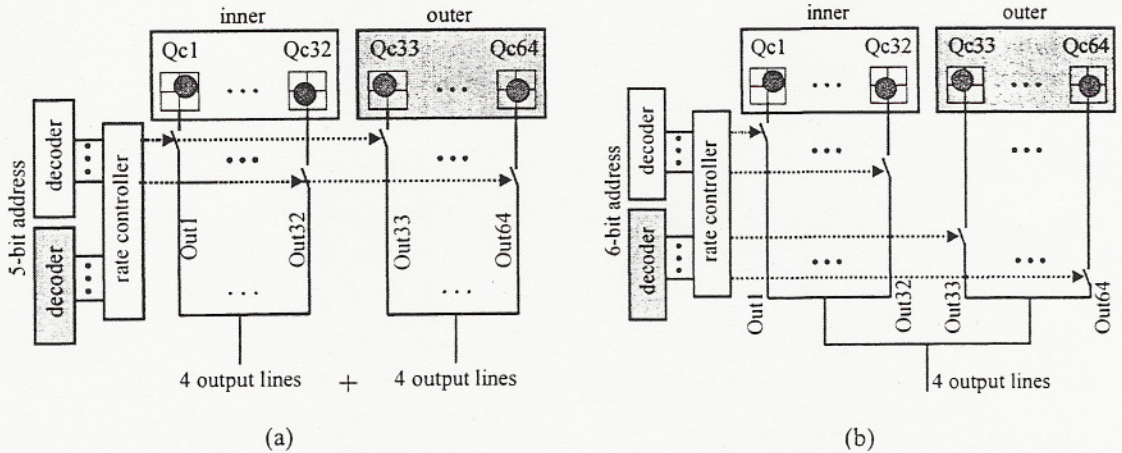 inner
outer
Qc1
Qc32
Qc33
Qc64
5-bit address
decoder
decoder
rate controller
Out1
Out32
Out33
Out64
4 output lines + 4 output lines
(a)
inner
outer
Qc1
Qc32
Qc33
Qc64
6-bit address
decoder
decoder
rate controller
Out1
Out32
Out33
Out64
4 output lines
(b)